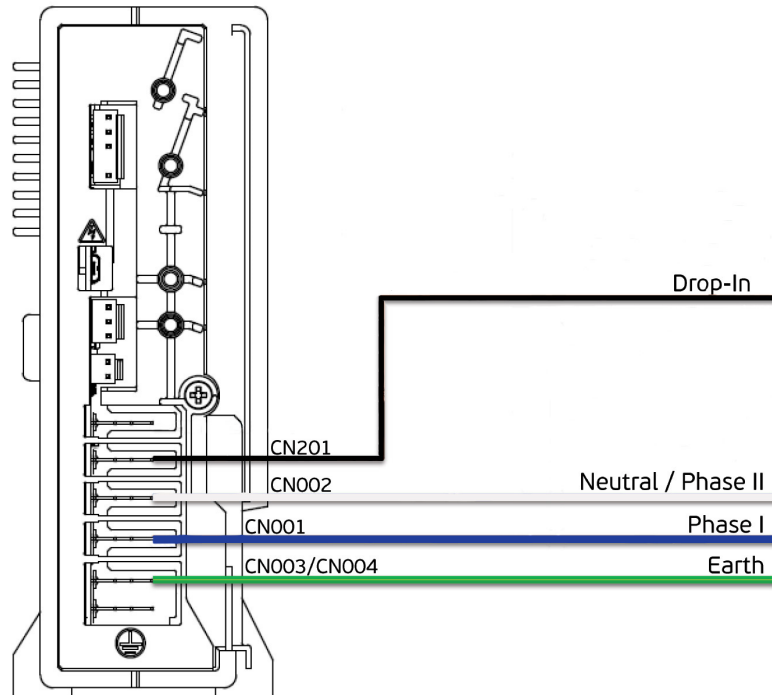 Drop-In
CN201
CN002 Neutral / Phase II
CN001 Phase I
CN003/CN004 Earth